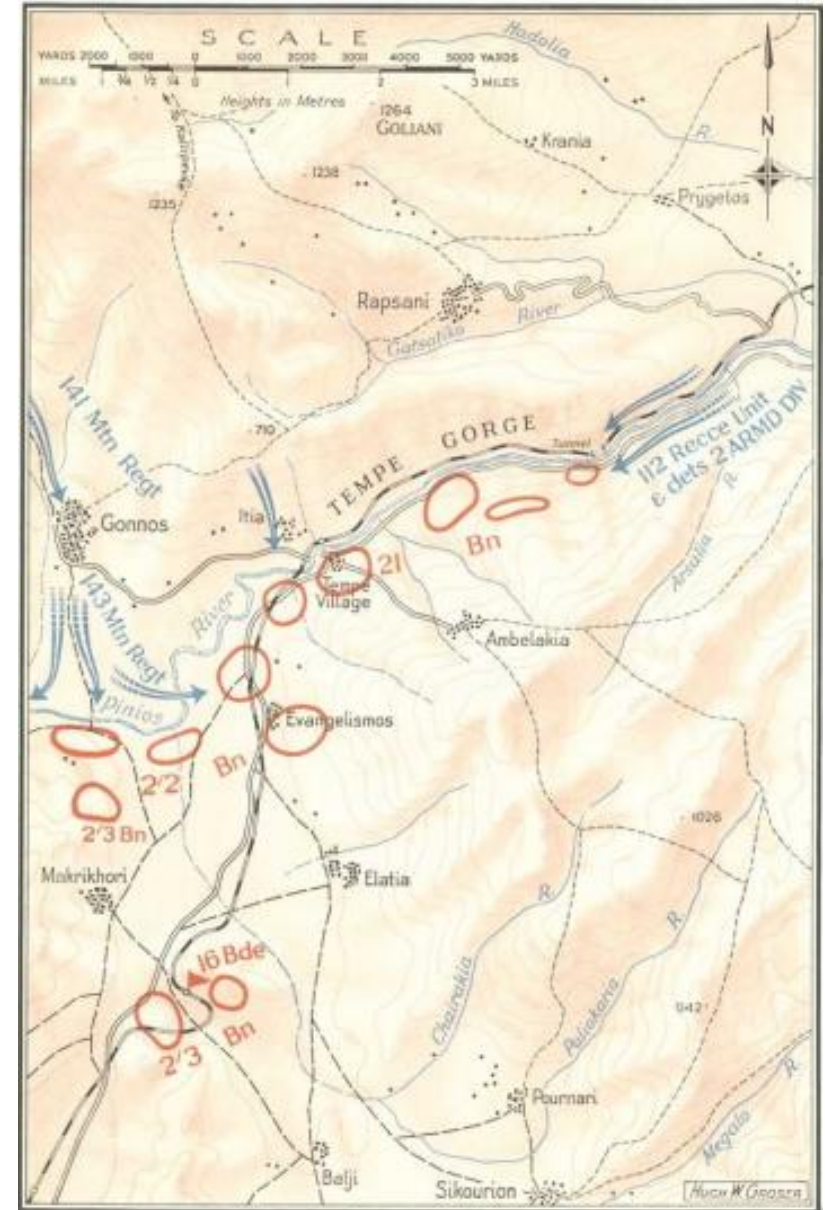 SCALE
YARDS 2000 1000 0 1000 2000 3000 4000 5000 YARDS
MILES 1 ¾ ½ ¼ 0 1 2 3 MILES
Heights in Metres
N
R.
1264
GOLIANI
Krania
1238
1235
Prygetos
Rapsani
River
710
141 Mtn Regt
TEMPE GORGE
Tunnel
112 Recce Unit
& dets 2 ARMD DIV
Gonnos
Itia
Bn
21
Tempe
Village
River
R
Ambelakia
143 Mtn Regt
Pinios
Evangelismos
2/2
Bn
2/3 Bn
1026
Makrikhori
Elatia
R.
R.
16 Bde
Bn
2/3
Chairakia
Puliakaria
Pournari
R.
Megalo
Balji
Sikourion
HUGH W GROSER